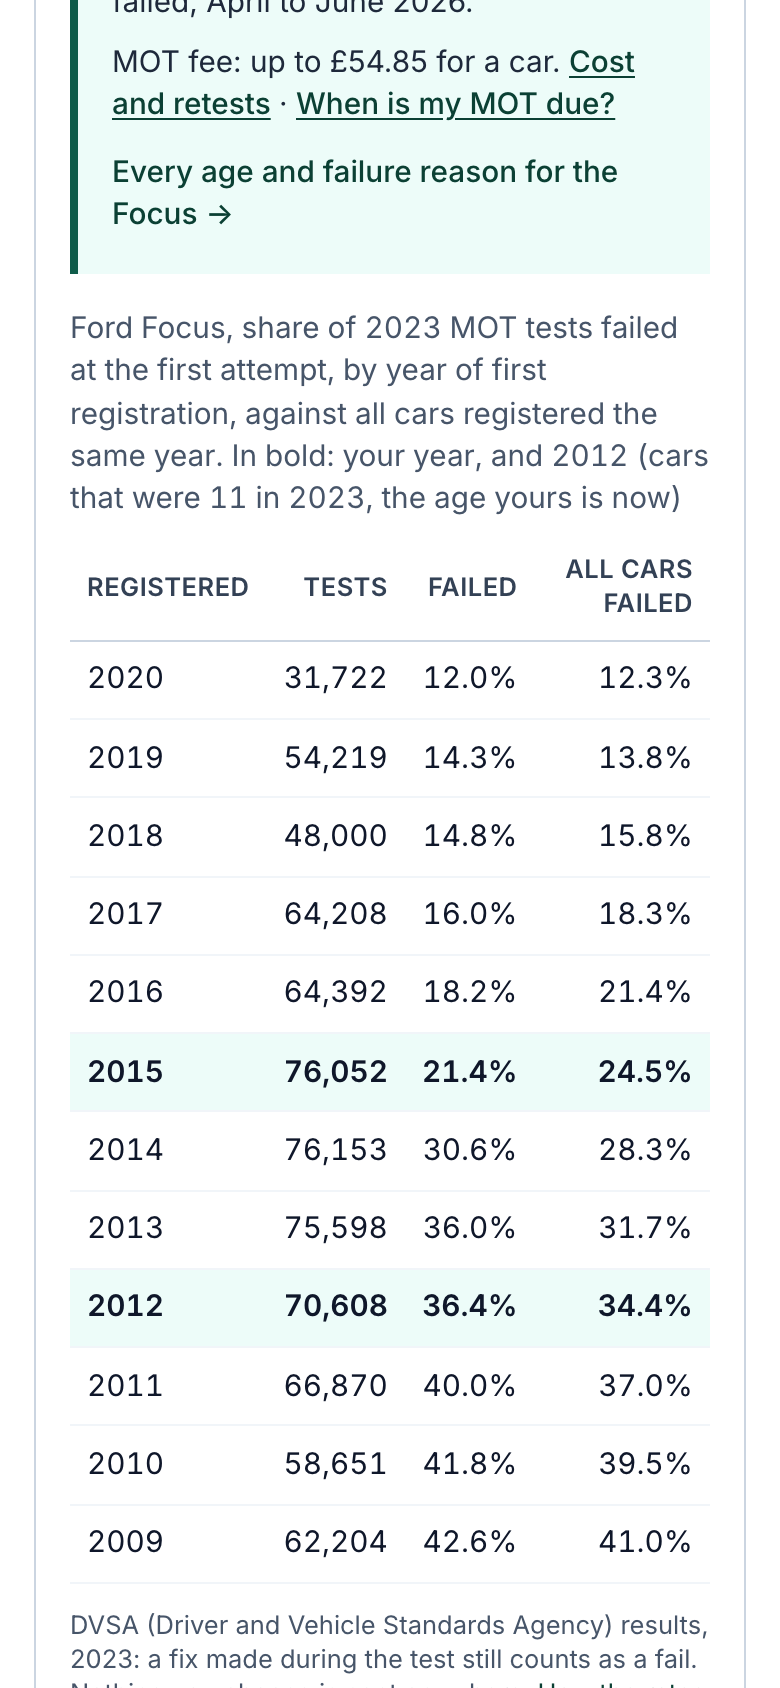 failed, April to June 2026.
MOT fee: up to £54.85 for a car. Cost
and retests · When is my MOT due?
Every age and failure reason for the
Focus →
Ford Focus, share of 2023 MOT tests failed
at the first attempt, by year of first
registration, against all cars registered the
same year. In bold: your year, and 2012 (cars
that were 11 in 2023, the age yours is now)
REGISTERED TESTS FAILED ALL CARS
FAILED
2020 31,722 12.0% 12.3%
2019 54,219 14.3% 13.8%
2018 48,000 14.8% 15.8%
2017 64,208 16.0% 18.3%
2016 64,392 18.2% 21.4%
2015 76,052 21.4% 24.5%
2014 76,153 30.6% 28.3%
2013 75,598 36.0% 31.7%
2012 70,608 36.4% 34.4%
2011 66,870 40.0% 37.0%
2010 58,651 41.8% 39.5%
2009 62,204 42.6% 41.0%
DVSA (Driver and Vehicle Standards Agency) results,
2023: a fix made during the test still counts as a fail.